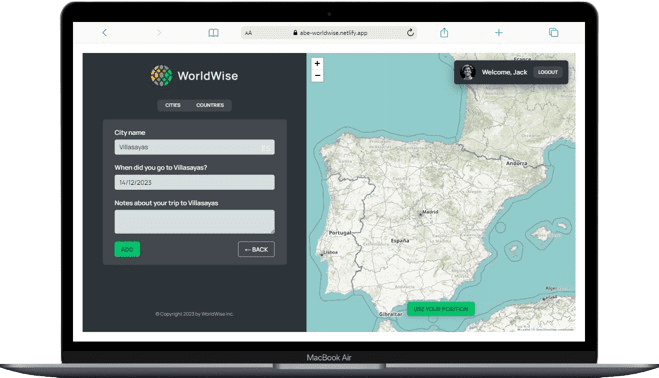 AA
abe-worldwise.netlify.app
WorldWise
CITIES COUNTRIES
City name
Villasayas
When did you go to Villasayas?
14/12/2023
Notes about your trip to Villasayas
ADD
← BACK
© Copyright 2023 by WorldWise Inc.
+
−
France
Welcome, Jack
LOGOUT
Andorra
Madrid
Portugal
España
Lisboa
Gibraltar
USE YOUR POSITION
Alger
MacBook Air